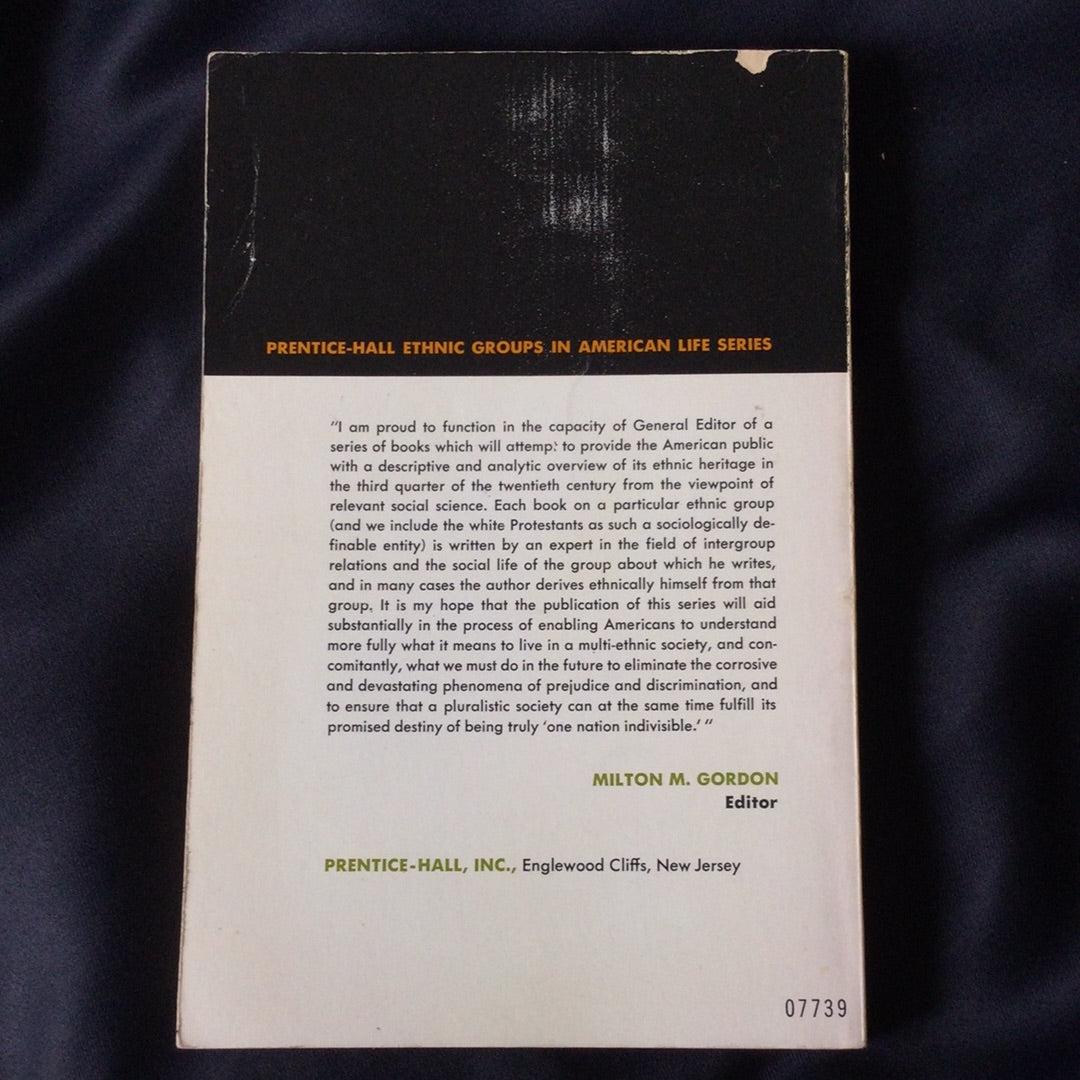 PRENTICE-HALL ETHNIC GROUPS IN AMERICAN LIFE SERIES
“I am proud to function in the capacity of General Editor of a
series of books which will attempt to provide the American public
with a descriptive and analytic overview of its ethnic heritage in
the third quarter of the twentieth century from the viewpoint of
relevant social science. Each book on a particular ethnic group
(and we include the white Protestants as such a sociologically de-
finable entity) is written by an expert in the field of intergroup
relations and the social life of the group about which he writes,
and in many cases the author derives ethnically himself from that
group. It is my hope that the publication of this series will aid
substantially in the process of enabling Americans to understand
more fully what it means to live in a multi-ethnic society, and con-
comitantly, what we must do in the future to eliminate the corrosive
and devastating phenomena of prejudice and discrimination, and
to ensure that a pluralistic society can at the same time fulfill its
promised destiny of being truly ‘one nation indivisible.’ ”
MILTON M. GORDON
Editor
PRENTICE-HALL, INC., Englewood Cliffs, New Jersey
07739